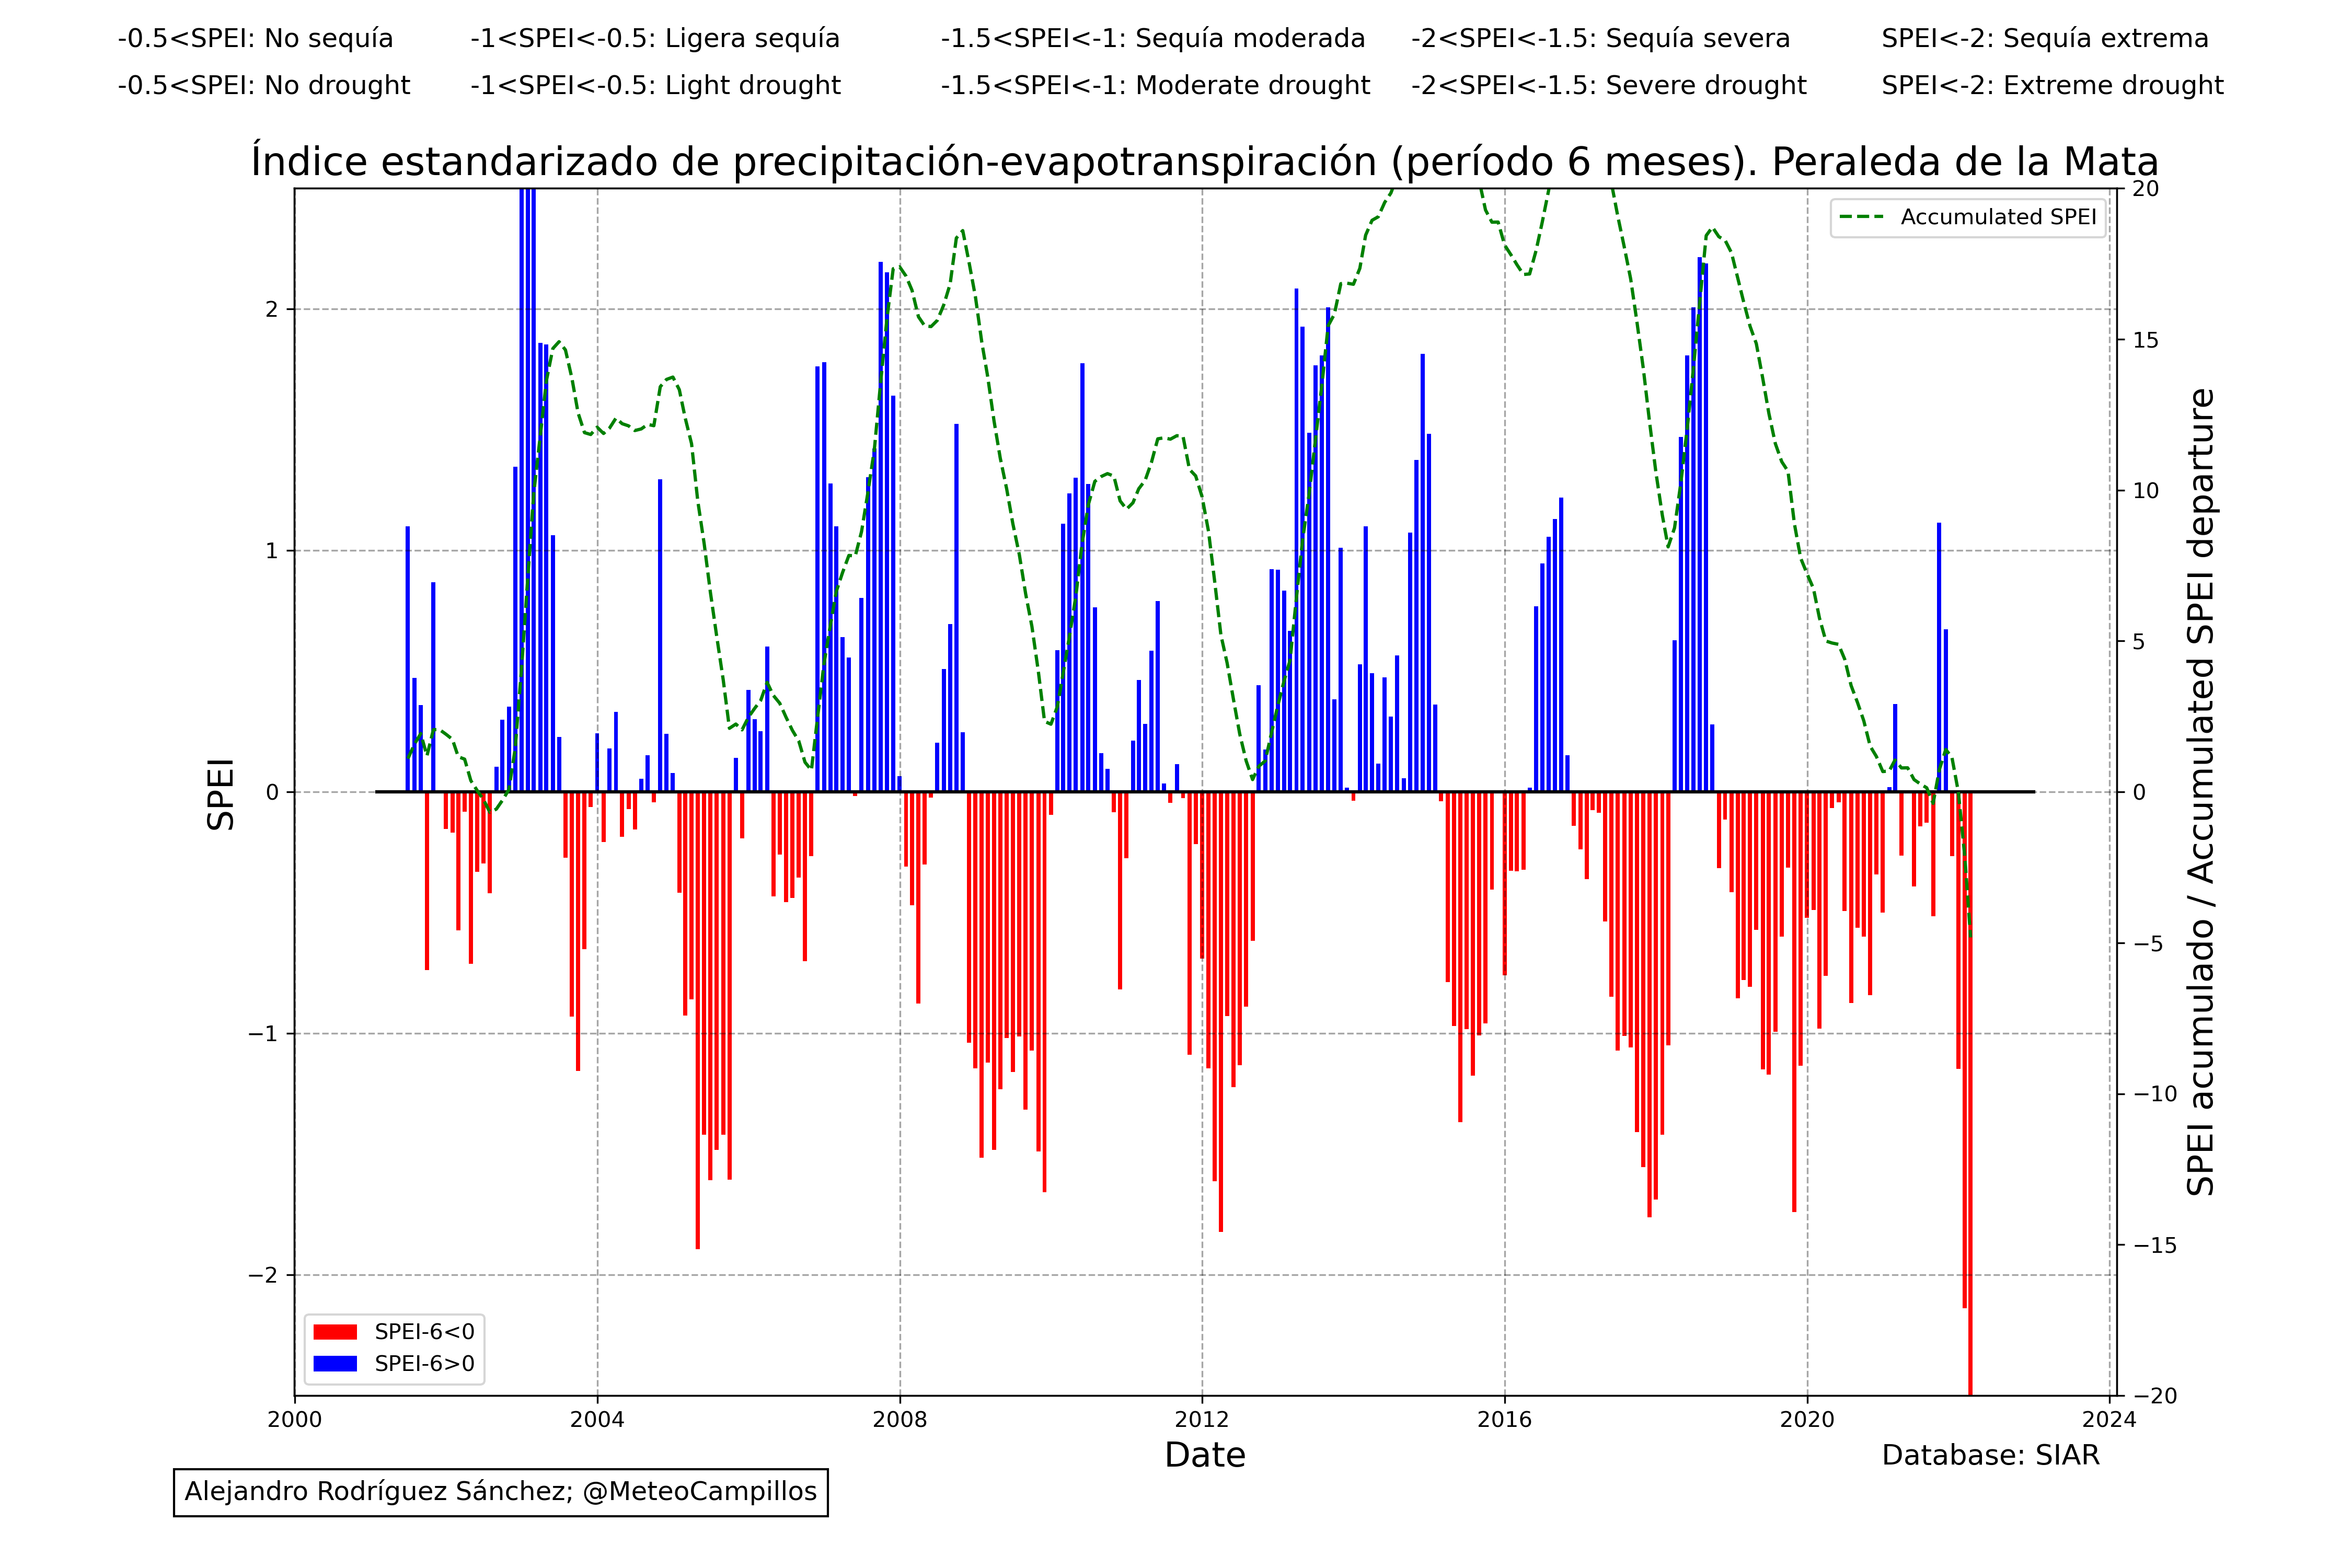 -0.5<SPEI: No sequía -1<SPEI<-0.5: Ligera sequía -1.5<SPEI<-1: Sequía moderada -2<SPEI<-1.5: Sequía severa SPEI<-2: Sequía extrema
-0.5<SPEI: No drought -1<SPEI<-0.5: Light drought -1.5<SPEI<-1: Moderate drought -2<SPEI<-1.5: Severe drought SPEI<-2: Extreme drought
Índice estandarizado de precipitación-evapotranspiración (período 6 meses). Peraleda de la Mata
Accumulated SPEI
SPEI
2
1
0
−1
−2
20
15
10
5
0
−5
−10
−15
−20
SPEI acumulado / Accumulated SPEI departure
SPEI-6<0
SPEI-6>0
2000 2004 2008 2012 2016 2020 2024
Date
Database: SIAR
Alejandro Rodríguez Sánchez; @MeteoCampillos